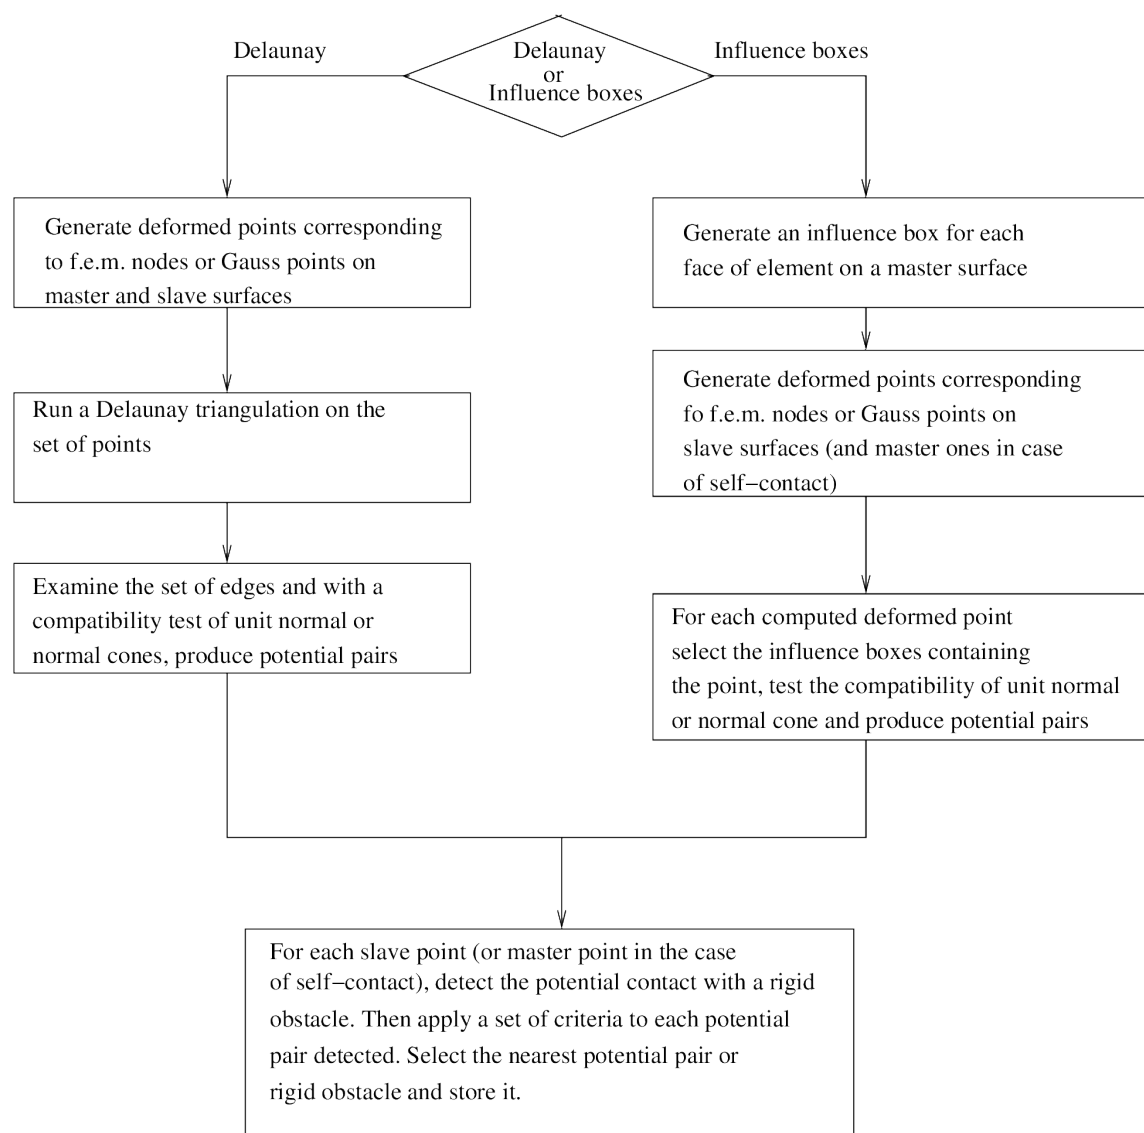 Delaunay
Delaunay
or
Influence boxes
Influence boxes
Generate deformed points corresponding
to f.e.m. nodes or Gauss points on
master and slave surfaces
Run a Delaunay triangulation on the
set of points
Examine the set of edges and with a
compatibility test of unit normal or
normal cones, produce potential pairs
Generate an influence box for each
face of element on a master surface
Generate deformed points corresponding
fo f.e.m. nodes or Gauss points on
slave surfaces (and master ones in case
of self−contact)
For each computed deformed point
select the influence boxes containing
the point, test the compatibility of unit normal
or normal cone and produce potential pairs
For each slave point (or master point in the case
of self−contact), detect the potential contact with a rigid
obstacle. Then apply a set of criteria to each potential
pair detected. Select the nearest potential pair or
rigid obstacle and store it.